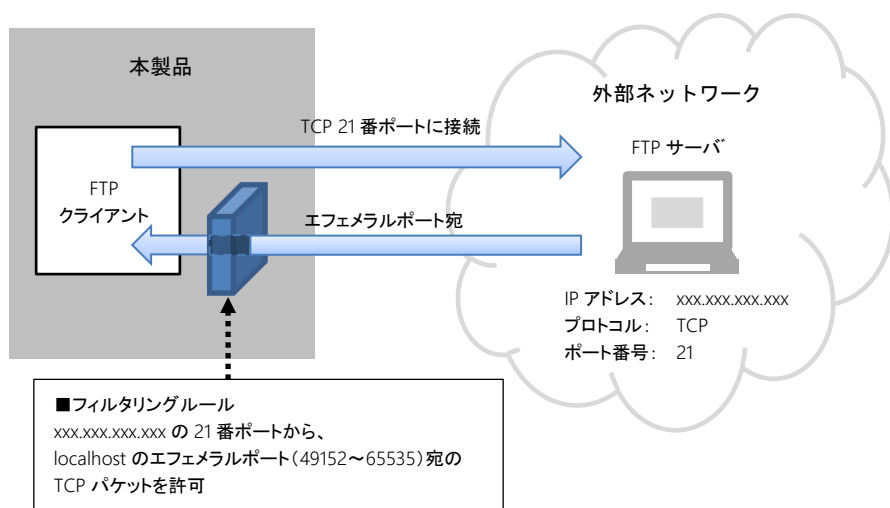 本製品
外部ネットワーク
TCP 21 番ポートに接続
FTP サーバ
FTP
クライアント
エフェメラルポート宛
IP アドレス： xxx.xxx.xxx.xxx
プロトコル： TCP
ポート番号： 21
■フィルタリングルール
xxx.xxx.xxx.xxx の 21 番ポートから、
localhost のエフェメラルポート（49152～65535）宛の
TCP パケットを許可